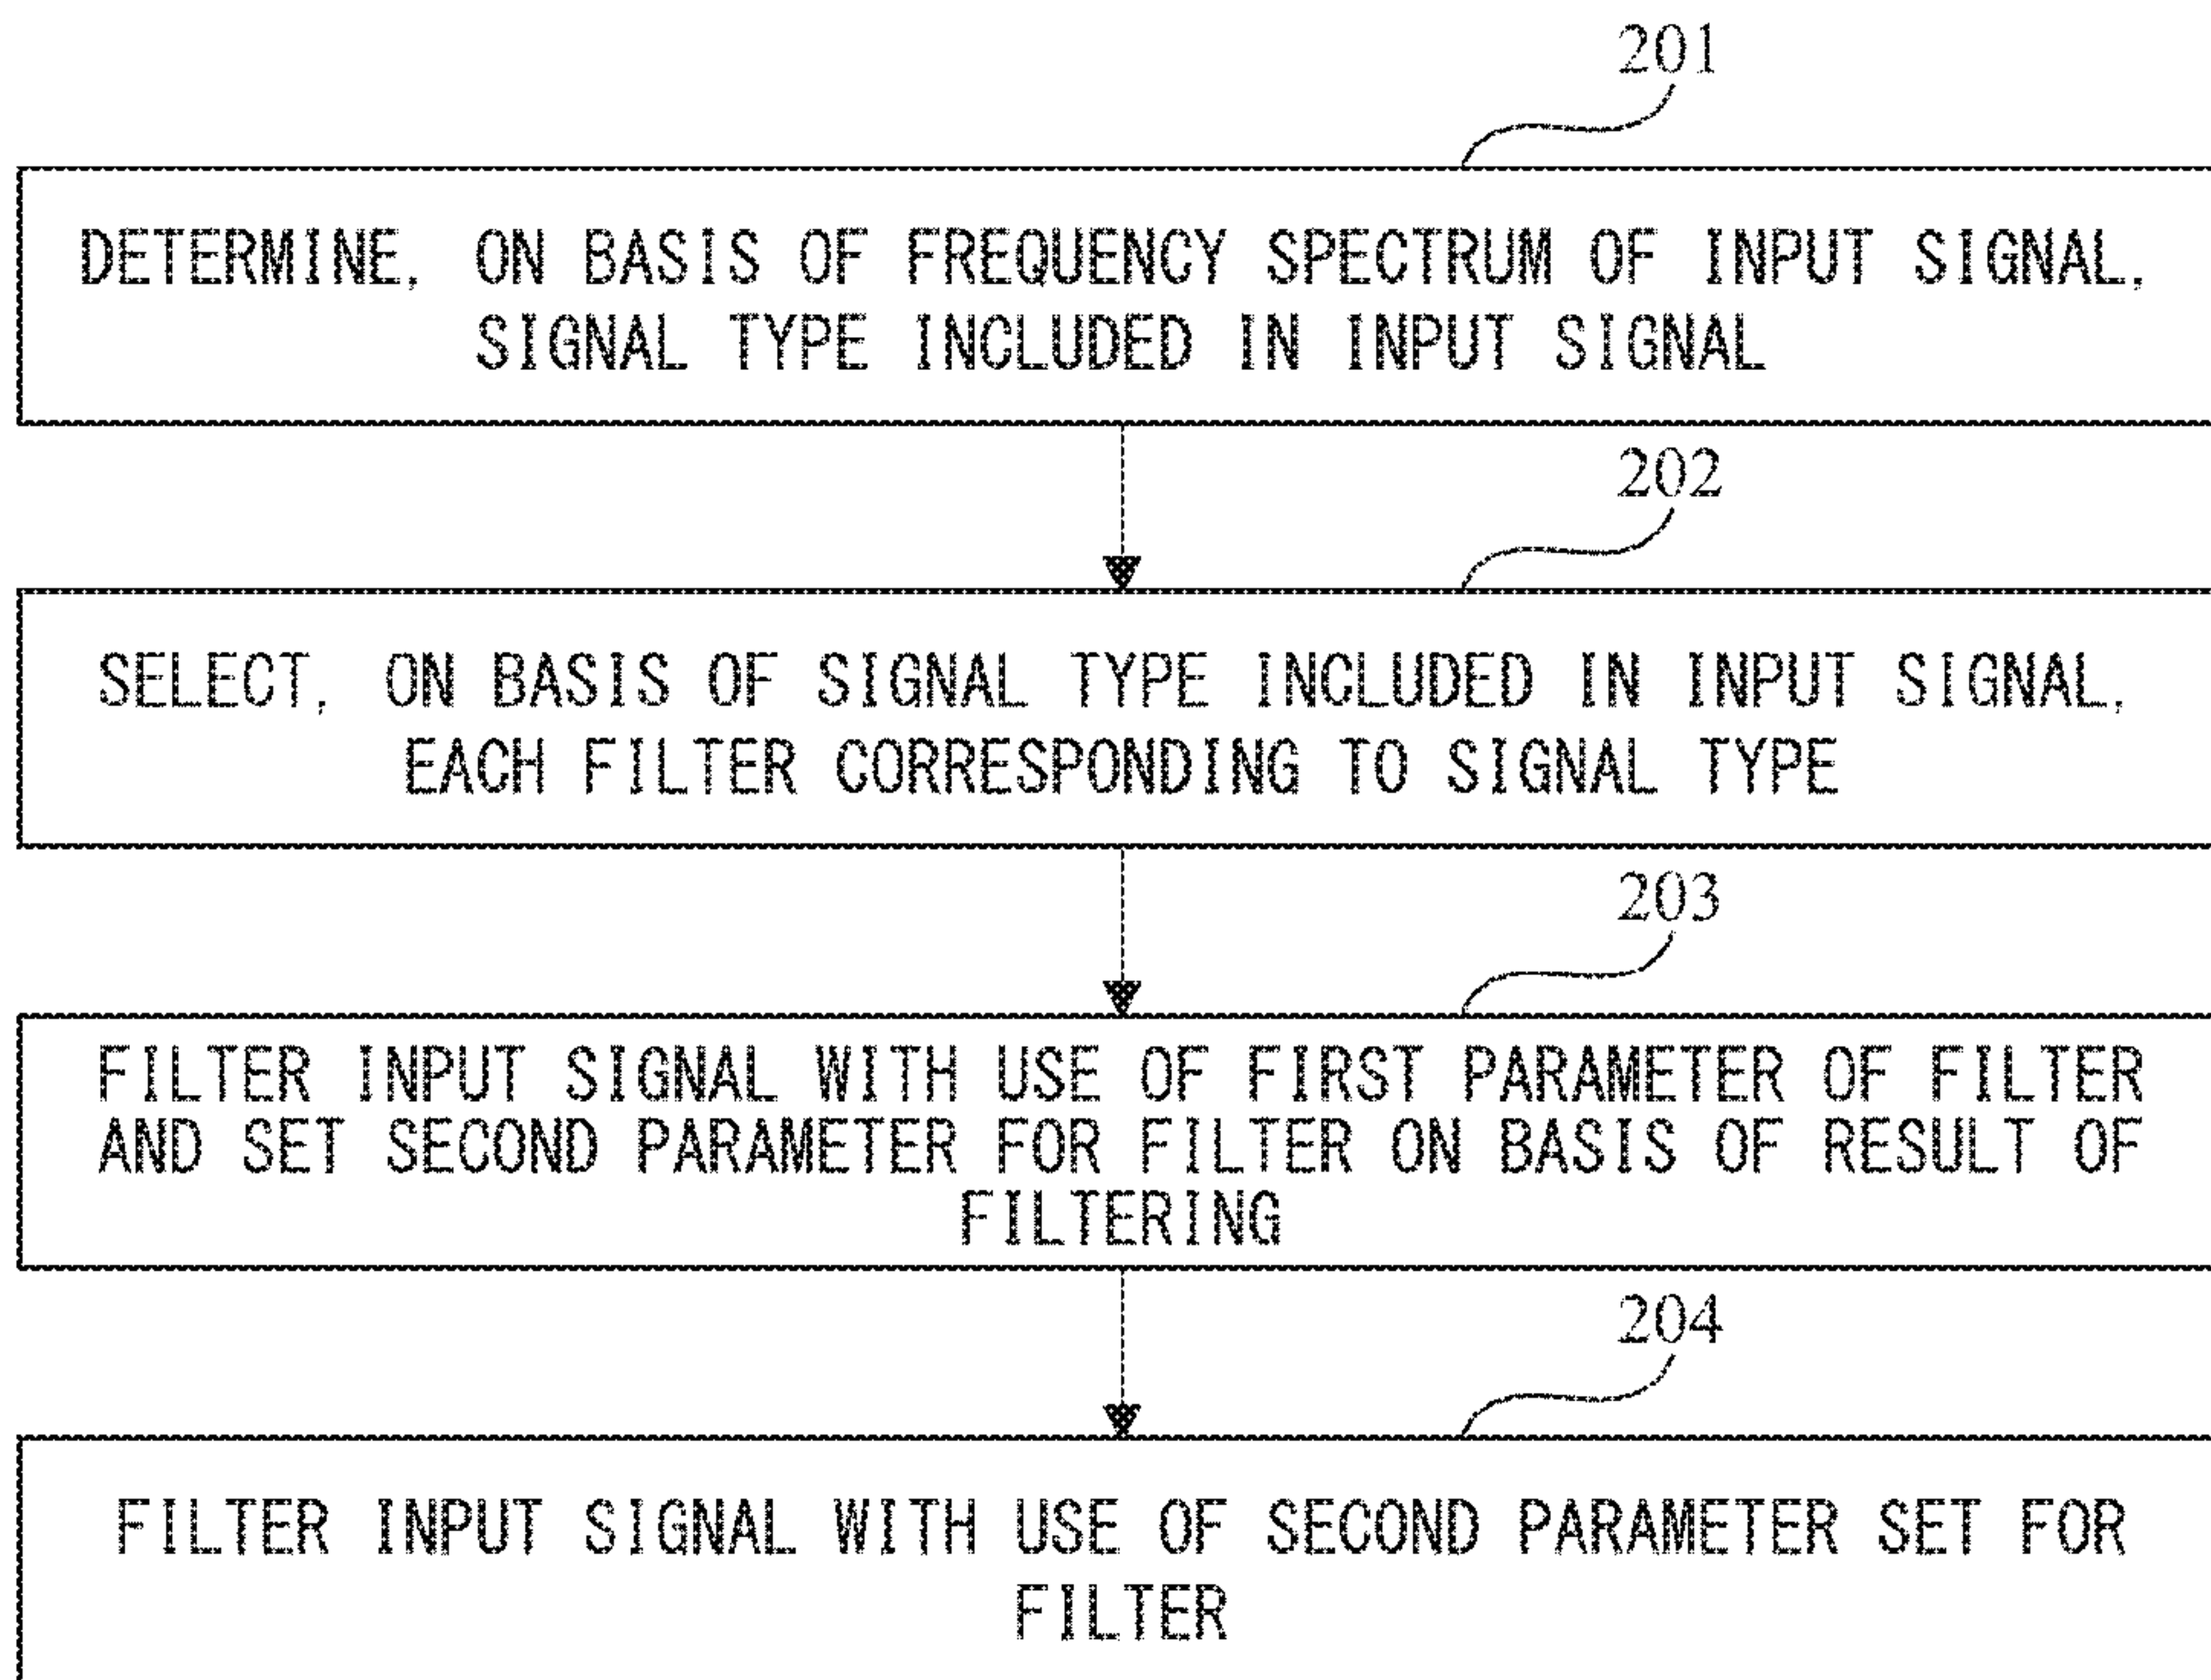 201
DETERMINE, ON BASIS OF FREQUENCY SPECTRUM OF INPUT SIGNAL,
SIGNAL TYPE INCLUDED IN INPUT SIGNAL
202
SELECT, ON BASIS OF SIGNAL TYPE INCLUDED IN INPUT SIGNAL,
EACH FILTER CORRESPONDING TO SIGNAL TYPE
203
FILTER INPUT SIGNAL WITH USE OF FIRST PARAMETER OF FILTER
AND SET SECOND PARAMETER FOR FILTER ON BASIS OF RESULT OF
FILTERING
204
FILTER INPUT SIGNAL WITH USE OF SECOND PARAMETER SET FOR
FILTER